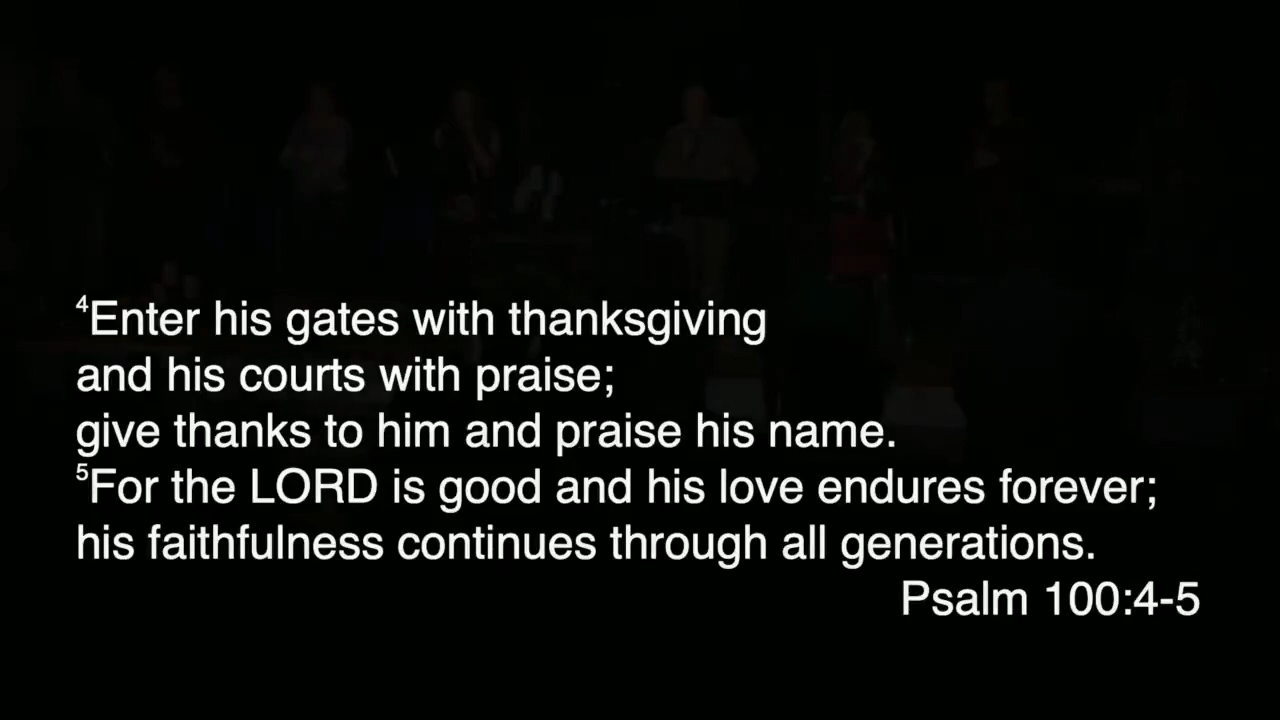 ⁴Enter his gates with thanksgiving
and his courts with praise;
give thanks to him and praise his name.
⁵For the LORD is good and his love endures forever;
his faithfulness continues through all generations.
Psalm 100:4-5